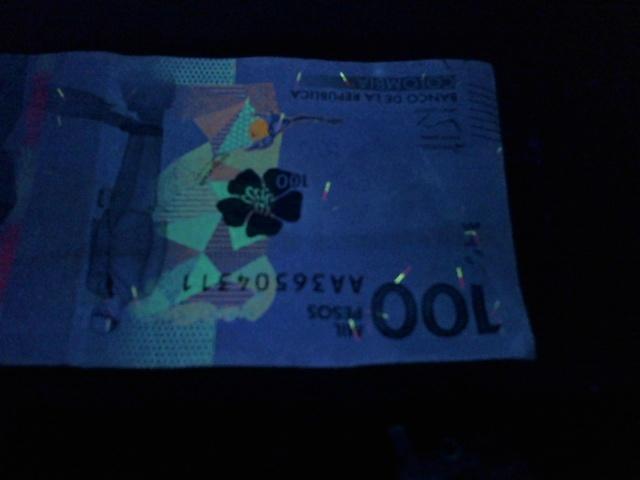 100
MIL
PESOS
AA36504311
100
BANCO DE LA REPUBLICA
COLOMBIA